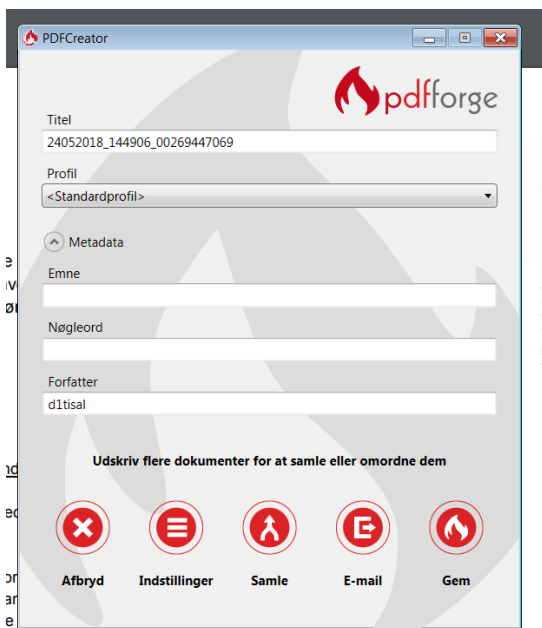 PDFCreator
pdfforge
Titel
24052018_144906_00269447069
Profil
<Standardprofil>
Metadata
Emne
Nøgleord
Forfatter
d1tisal
Udskriv flere dokumenter for at samle eller omordne dem
Afbryd Indstillinger Samle E-mail Gem